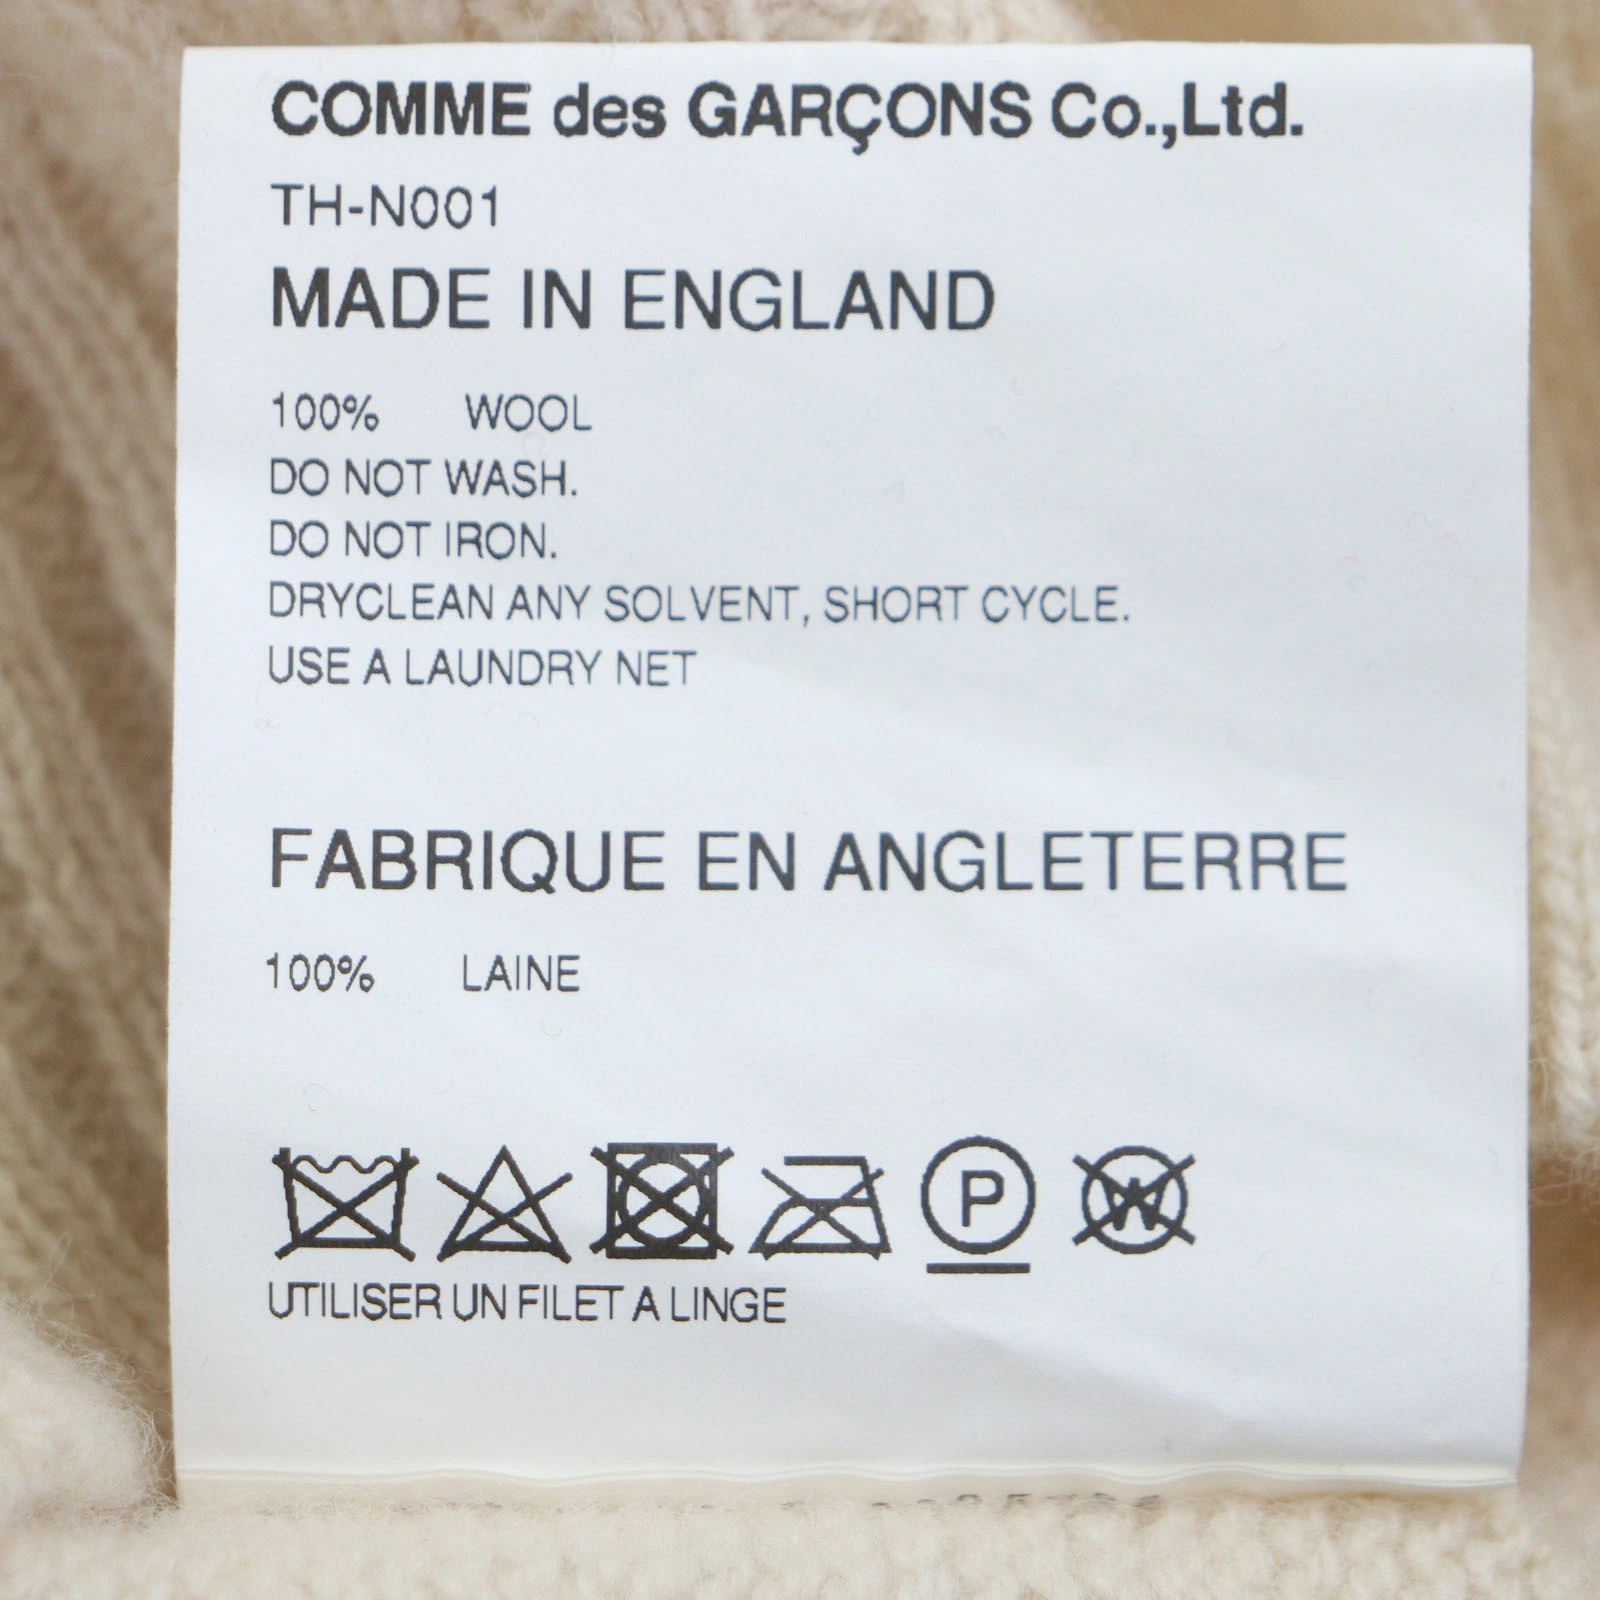 COMME des GARÇONS Co.,Ltd.
TH-N001
MADE IN ENGLAND
100% WOOL
DO NOT WASH.
DO NOT IRON.
DRYCLEAN ANY SOLVENT, SHORT CYCLE.
USE A LAUNDRY NET
FABRIQUE EN ANGLETERRE
100% LAINE
P W
UTILISER UN FILET A LINGE